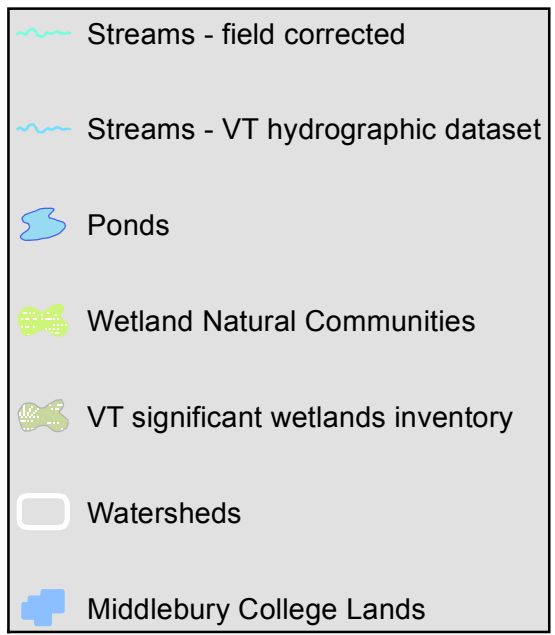 Streams - field corrected
Streams - VT hydrographic dataset
Ponds
Wetland Natural Communities
VT significant wetlands inventory
Watersheds
Middlebury College Lands